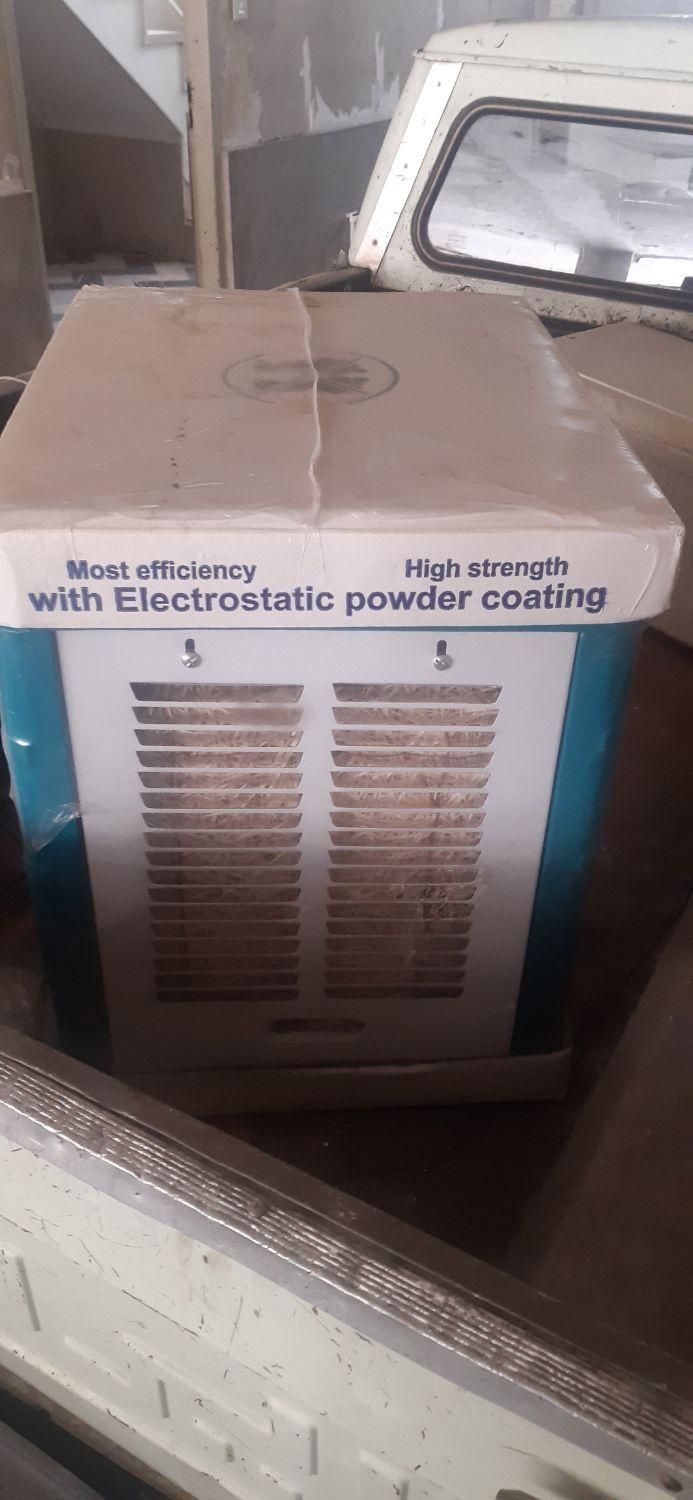 Most efficiency High strength
with Electrostatic powder coating